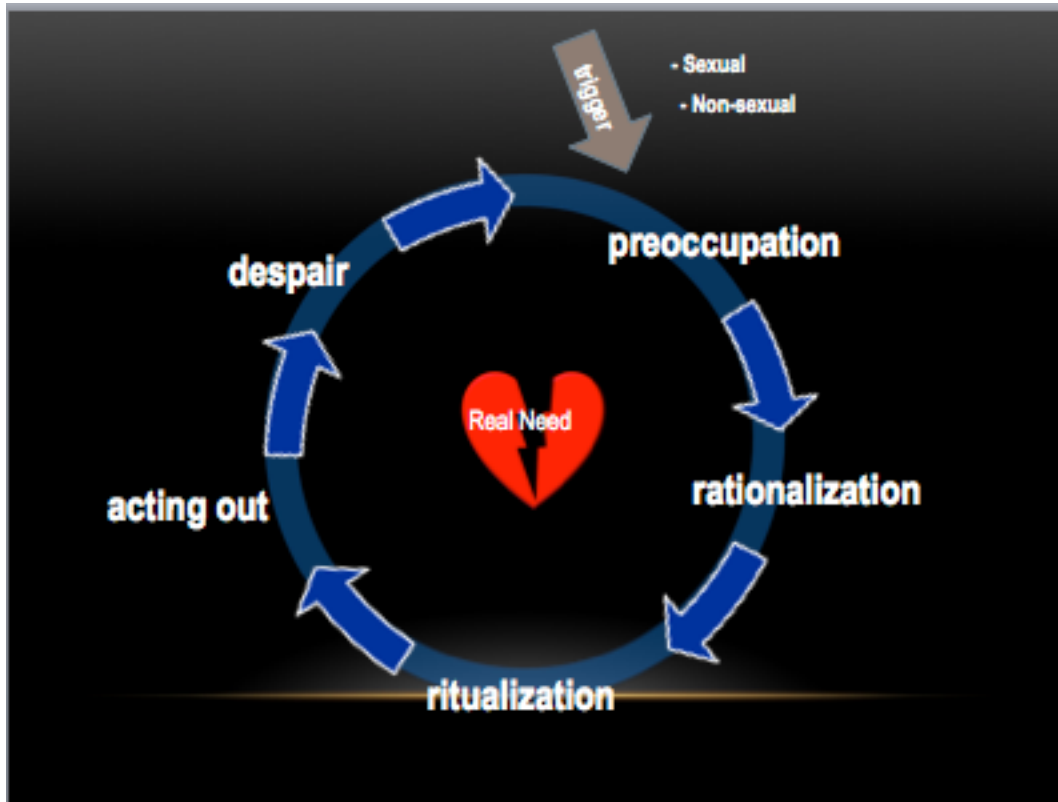 trigger
- Sexual
- Non-sexual
preoccupation
rationalization
ritualization
acting out
despair
Real Need